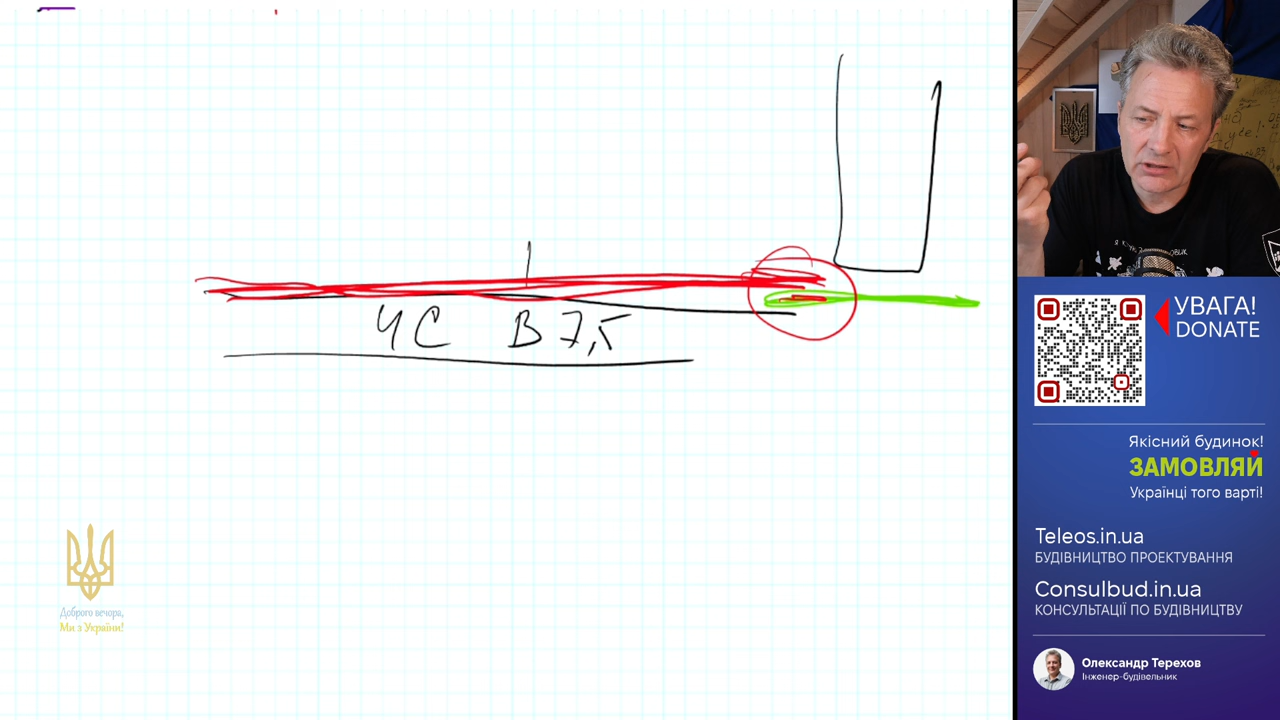 ЧС В 7,5
УВАГА!
DONATE
Якісний будинок!
ЗАМОВЛЯЙ
Українці того варті!
Teleos.in.ua
БУДІВНИЦТВО ПРОЕКТУВАННЯ
Consulbud.in.ua
КОНСУЛЬТАЦІЇ ПО БУДІВНИЦТВУ
Олександр Терехов
Інженер-будівельник
Доброго вечора,
Ми з України!